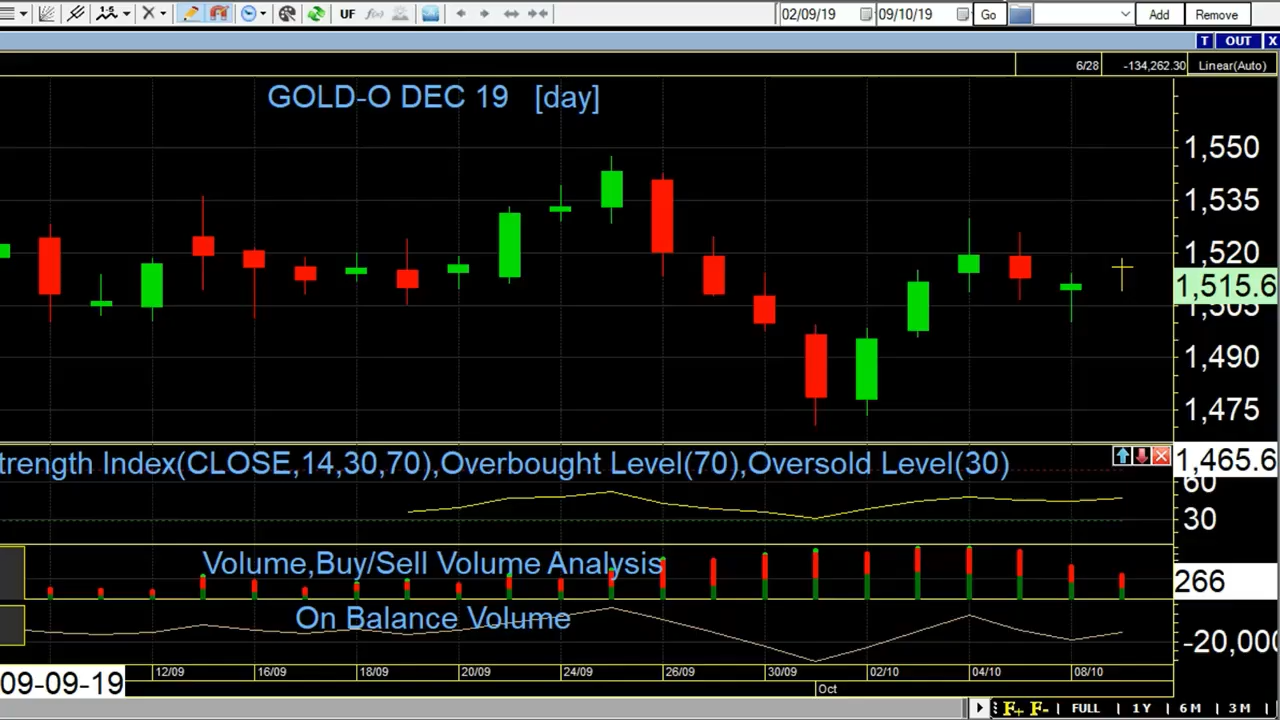 UF f(x) 02/09/19 09/10/19 Go Add Remove
T OUT X
6/28 -134,262.30 Linear(Auto)
GOLD-O DEC 19 [day]
1,550
1,535
1,520
1,515.6
1,505
1,490
1,475
trength Index(CLOSE,14,30,70),Overbought Level(70),Oversold Level(30)
1,465.6
60
30
Volume,Buy/Sell Volume Analysis
266
On Balance Volume
-20,000
12/09 16/09 18/09 20/09 24/09 26/09 30/09 02/10 04/10 08/10
09-09-19
Oct
F+ F- FULL 1Y 6M 3M